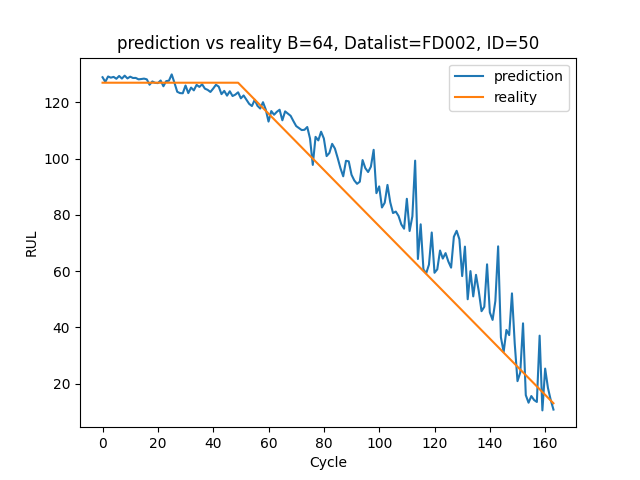 prediction vs reality B=64, Datalist=FD002, ID=50
prediction
reality
RUL
120
100
80
60
40
20
0 20 40 60 80 100 120 140 160
Cycle